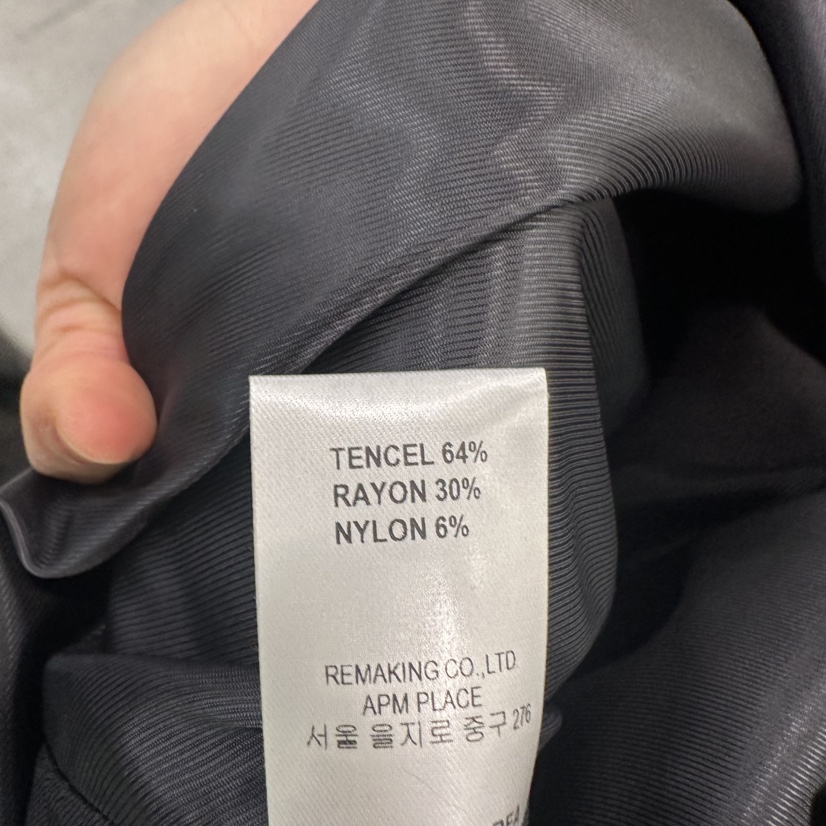 TENCEL 64%
RAYON 30%
NYLON 6%
REMAKING CO.,LTD
APM PLACE
서울 을지로 중구 276